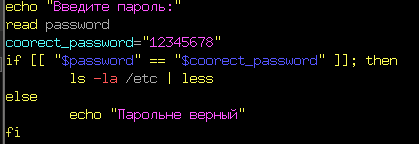 echo "Введите пароль:"
read password
coorect_password="12345678"
if [[ "$password" == "$coorect_password" ]]; then
        ls -la /etc | less
else
        echo "Парольне верный"
fi